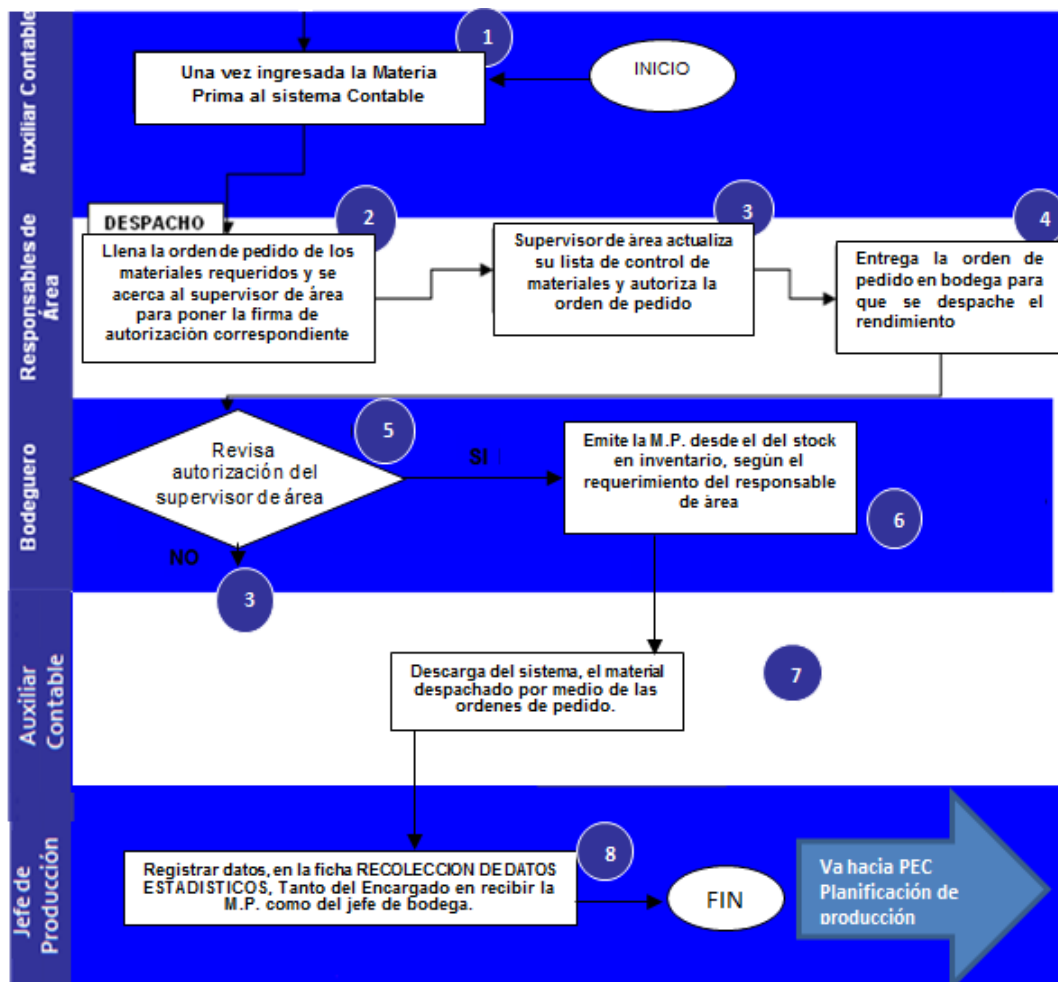 Auxiliar Contable
1
Una vez ingresada la Materia
Prima al sistema Contable
INICIO
Responsables de
Área
DESPACHO
2
Llena la orden de pedido de los
materiales requeridos y se
acerca al supervisor de área
para poner la firma de
autorización correspondiente
3
Supervisor de área actualiza
su lista de control de
materiales y autoriza la
orden de pedido
4
Entrega la orden de
pedido en bodega para
que se despache el
rendimiento
Bodeguero
Revisa
autorización del
supervisor de área
5
SI
NO
3
Emite la M.P. desde el del stock
en inventario, según el
requerimiento del responsable
de área
6
Auxiliar
Contable
7
Descarga del sistema, el material
despachado por medio de las
ordenes de pedido.
Jefe de
Producción
8
Registrar datos, en la ficha RECOLECCION DE DATOS
ESTADISTICOS, Tanto del Encargado en recibir la
M.P. como del jefe de bodega.
FIN
Va hacia PEC
Planificación de
producción